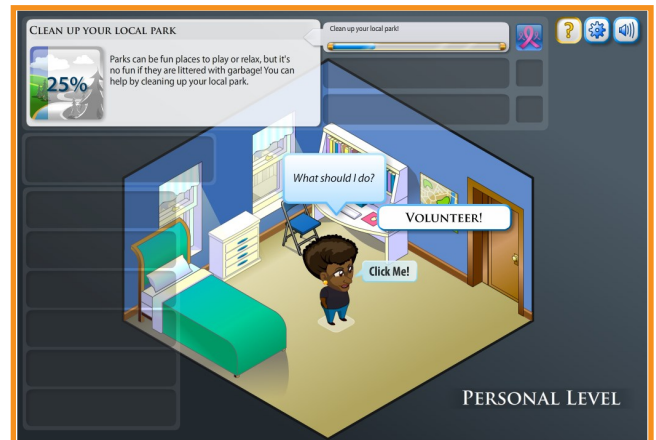 CLEAN UP YOUR LOCAL PARK
25%
Parks can be fun places to play or relax, but it's
no fun if they are littered with garbage! You can
help by cleaning up your local park.
Clean up your local park!
?
What should I do?
VOLUNTEER!
Click Me!
PERSONAL LEVEL